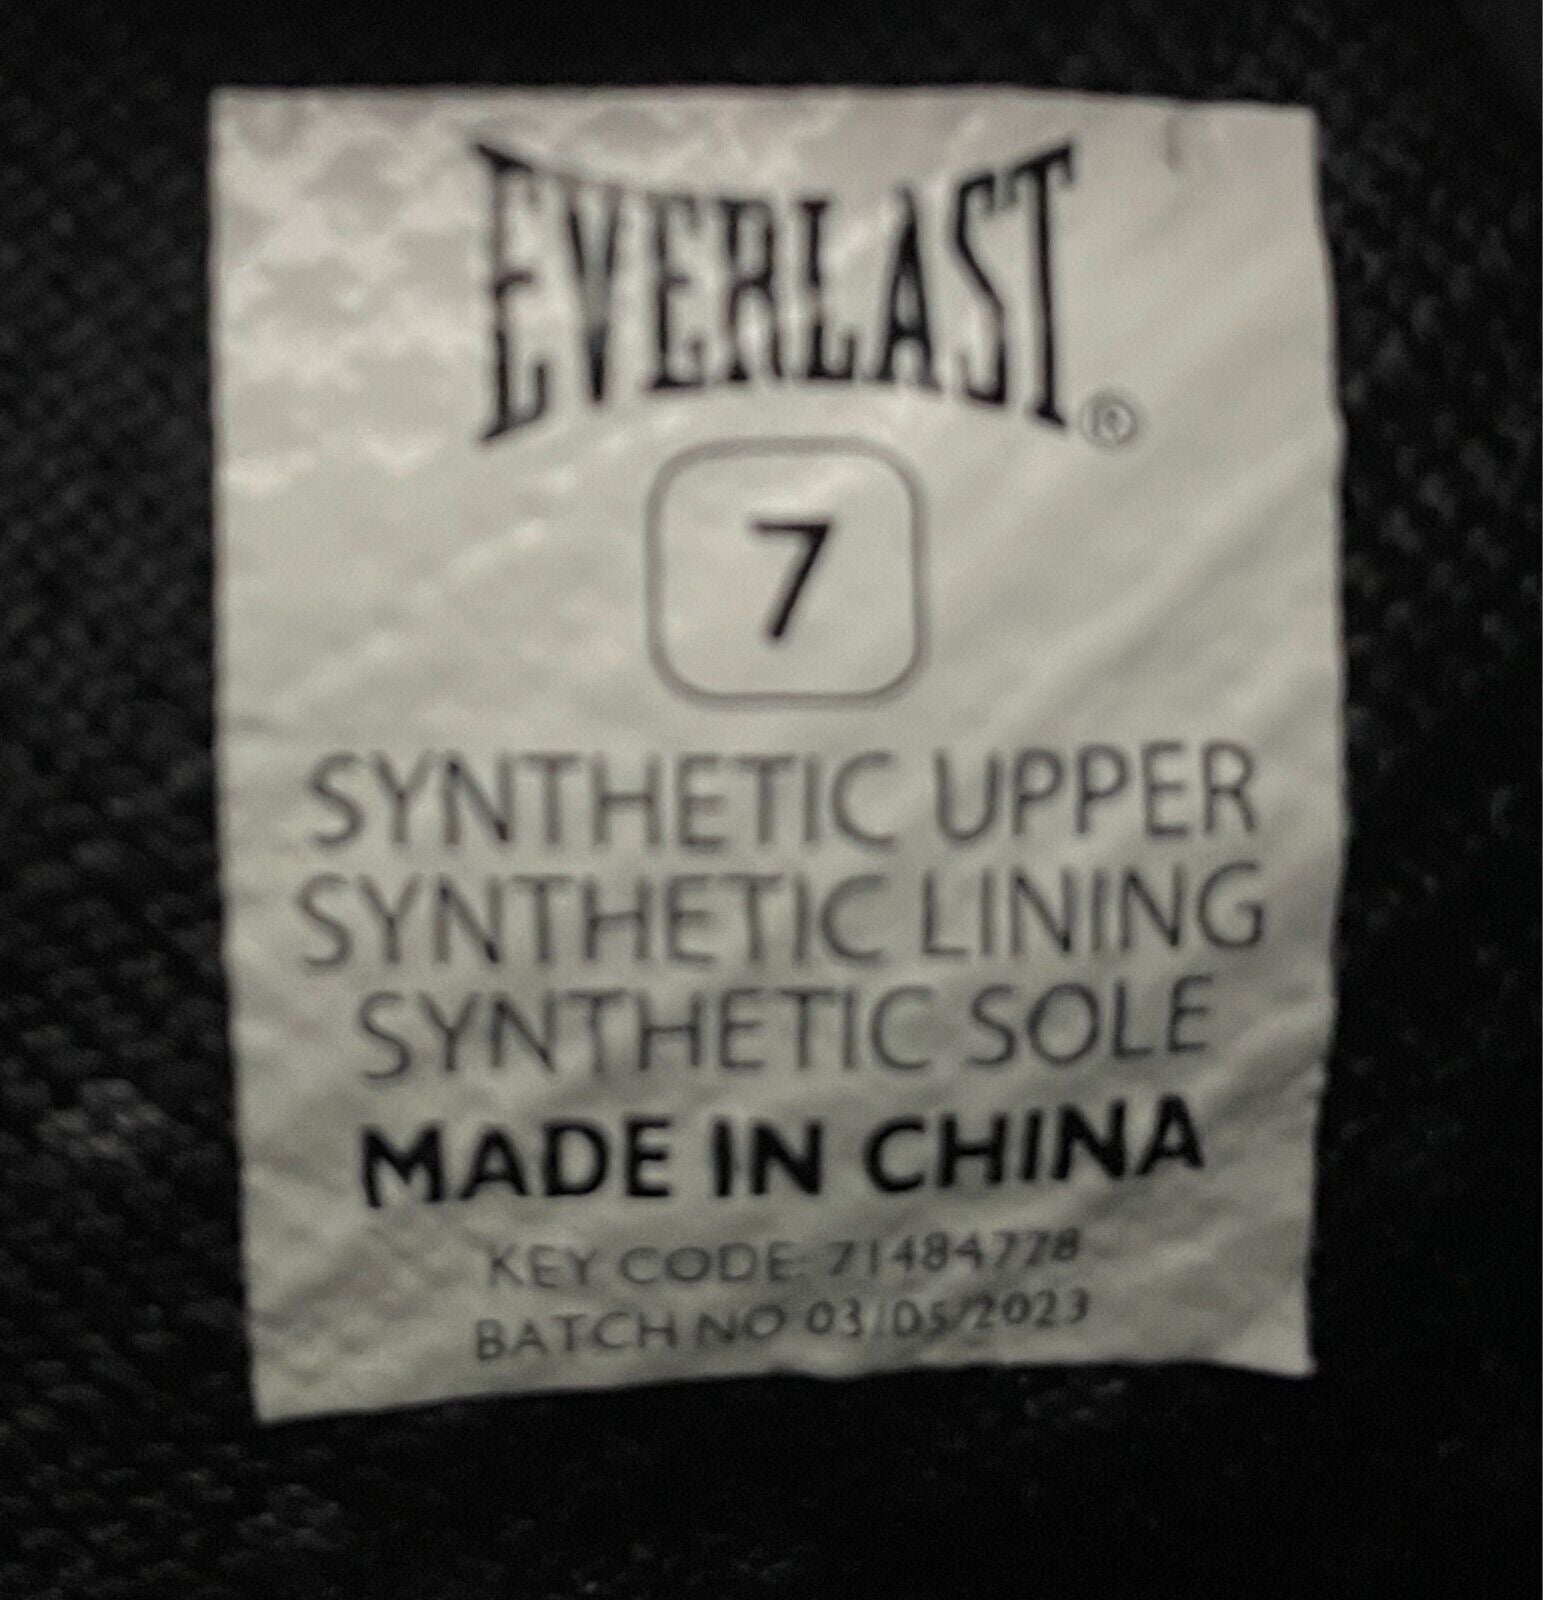 EVERLAST®
7
SYNTHETIC UPPER
SYNTHETIC LINING
SYNTHETIC SOLE
MADE IN CHINA
KEY CODE: 71484778
BATCH NO 03/05/2023